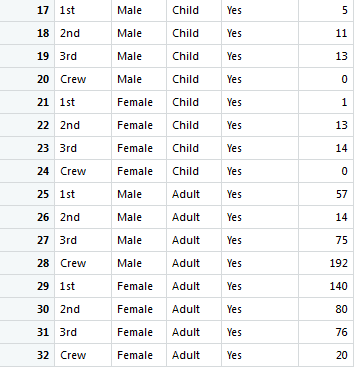 17 1st Male Child Yes 5
18 2nd Male Child Yes 11
19 3rd Male Child Yes 13
20 Crew Male Child Yes 0
21 1st Female Child Yes 1
22 2nd Female Child Yes 13
23 3rd Female Child Yes 14
24 Crew Female Child Yes 0
25 1st Male Adult Yes 57
26 2nd Male Adult Yes 14
27 3rd Male Adult Yes 75
28 Crew Male Adult Yes 192
29 1st Female Adult Yes 140
30 2nd Female Adult Yes 80
31 3rd Female Adult Yes 76
32 Crew Female Adult Yes 20